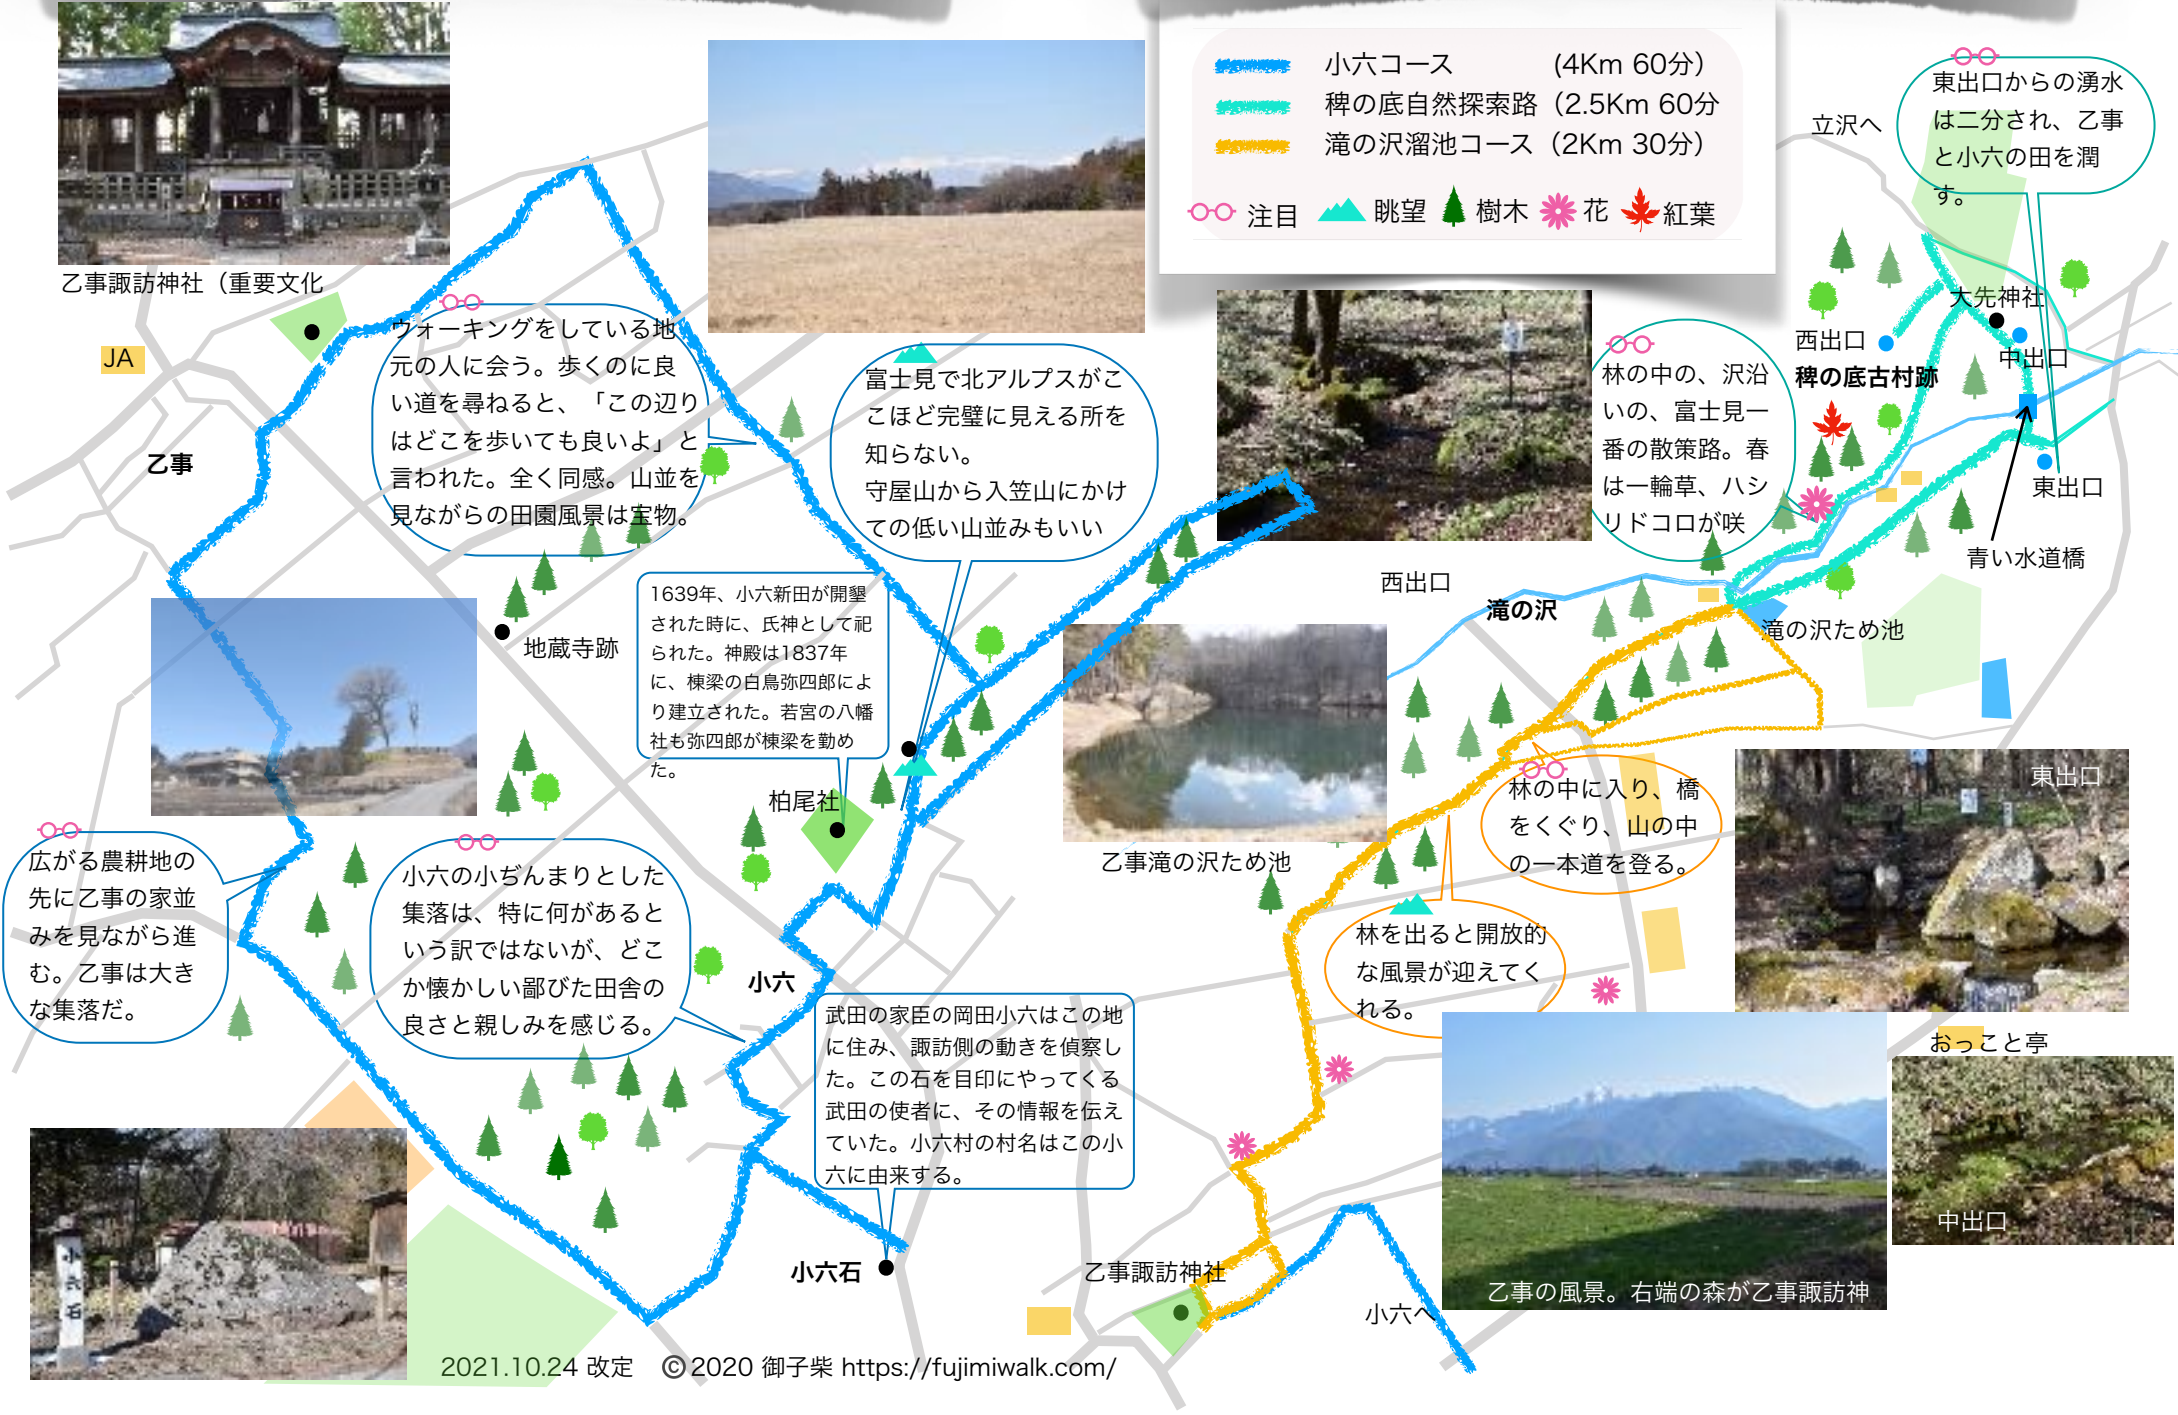 小六コース (4Km 60分)
稗の底自然探索路 (2.5Km 60分
滝の沢溜池コース (2Km 30分)
注目 眺望 樹木 花 紅葉
立沢へ
東出口からの湧水
は二分され、乙事
と小六の田を潤
す。
乙事諏訪神社（重要文化
JA
乙事
ウォーキングをしている地
元の人に会う。歩くのに良
い道を尋ねると、「この辺り
はどこを歩いても良いよ」と
言われた。全く同感。山並を
見ながらの田園風景は宝物。
富士見で北アルプスがこ
こほど完璧に見える所を
知らない。
守屋山から入笠山にかけ
ての低い山並みもいい
林の中の、沢沿
いの、富士見一
番の散策路。春
は一輪草、ハシ
リドコロが咲
大先神社
西出口
中出口
稗の底古村跡
東出口
青い水道橋
西出口
滝の沢
滝の沢ため池
1639年、小六新田が開墾
された時に、氏神として祀
られた。神殿は1837年
に、棟梁の白鳥弥四郎によ
り建立された。若宮の八幡
社も弥四郎が棟梁を勤め
た。
地蔵寺跡
柏尾社
乙事滝の沢ため池
林の中に入り、橋
をくぐり、山の中
の一本道を登る。
林を出ると開放的
な風景が迎えてく
れる。
東出口
おっこと亭
中出口
広がる農耕地の
先に乙事の家並
みを見ながら進
む。乙事は大き
な集落だ。
小六の小ぢんまりとした
集落は、特に何があると
いう訳ではないが、どこ
か懐かしい鄙びた田舎の
良さと親しみを感じる。
小六
武田の家臣の岡田小六はこの地
に住み、諏訪側の動きを偵察し
た。この石を目印にやってくる
武田の使者に、その情報を伝え
ていた。小六村の村名はこの小
六に由来する。
小六石
小六石
乙事諏訪神社
小六へ
乙事の風景。右端の森が乙事諏訪神
2021.10.24 改定 ©2020 御子柴 https://fujimiwalk.com/